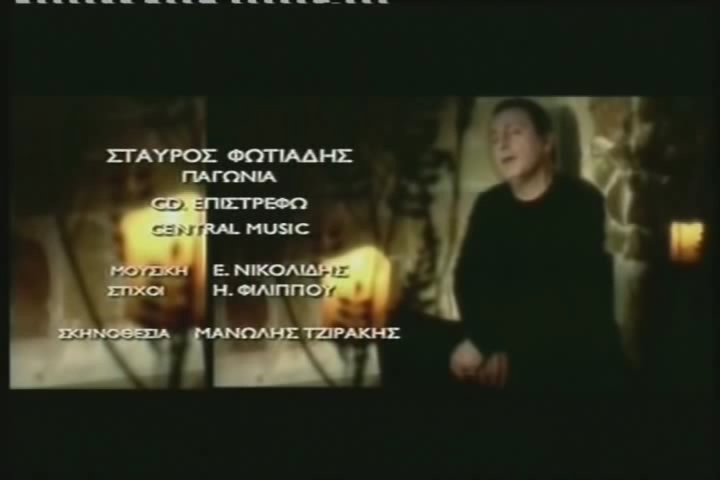 ΣΤΑΥΡΟΣ ΦΩΤΙΑΔΗΣ
ΠΑΓΩΝΙΑ
CD. ΕΠΙΣΤΡΕΦΩ
CENTRAL MUSIC
ΜΟΥΣΙΚΗ Ε. ΝΙΚΟΛΙΔΗΣ
ΣΤΙΧΟΙ Η. ΦΙΛΙΠΠΟΥ
ΣΚΗΝΟΘΕΣΙΑ ΜΑΝΩΛΗΣ ΤΖΙΡΑΚΗΣ